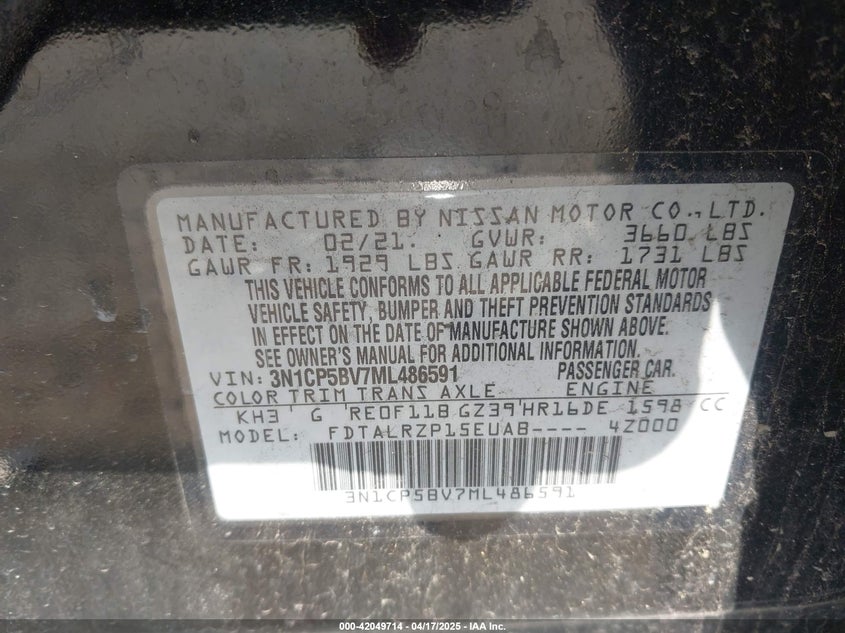 MANUFACTURED BY NISSAN MOTOR CO., LTD.
DATE: 02/21. GVWR: 3660 LBS
GAWR FR: 1929 LBS GAWR RR: 1731 LBS
THIS VEHICLE CONFORMS TO ALL APPLICABLE FEDERAL MOTOR
VEHICLE SAFETY, BUMPER AND THEFT PREVENTION STANDARDS
IN EFFECT ON THE DATE OF MANUFACTURE SHOWN ABOVE.
SEE OWNER'S MANUAL FOR ADDITIONAL INFORMATION.
VIN: 3N1CP5BV7ML486591 PASSENGER CAR.
COLOR TRIM TRANS AXLE ENGINE
KH3 G RE0F11B GZ39 HR16DE 1598 CC
MODEL: FDTALRZP15EUAB---- 4Z000
3N1CP5BV7ML486591
000-42049714 - 04/17/2025 - IAA Inc.